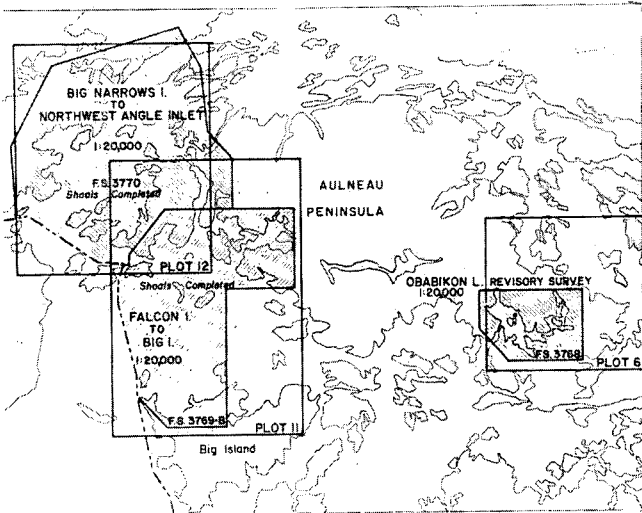 BIG NARROWS I.
TO
NORTHWEST ANGLE INLET
1:20,000
F.S. 3770
Shoals Completed
PLOT 12
AULNEAU
PENINSULA
Shoals Completed
FALCON I.
TO
BIG I.
1:20,000
F.S. 3769-B
PLOT 11
Big Island
OBABIKON L. REVISORY SURVEY
1:20,000
F.S. 3768
PLOT 6